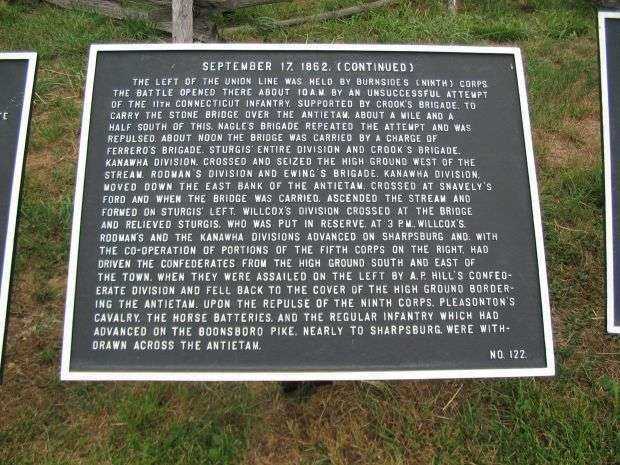 SEPTEMBER 17, 1862. (CONTINUED)
THE LEFT OF THE UNION LINE WAS HELD BY BURNSIDE'S (NINTH) CORPS.
THE BATTLE OPENED THERE ABOUT 10 A.M. BY AN UNSUCCESSFUL ATTEMPT
OF THE 11TH CONNECTICUT INFANTRY, SUPPORTED BY CROOK'S BRIGADE, TO
CARRY THE STONE BRIDGE OVER THE ANTIETAM, ABOUT A MILE AND A
HALF SOUTH OF THIS. NAGLE'S BRIGADE REPEATED THE ATTEMPT AND WAS
REPULSED. ABOUT NOON THE BRIDGE WAS CARRIED BY A CHARGE OF
FERRERO'S BRIGADE. STURGIS' ENTIRE DIVISION AND CROOK'S BRIGADE,
KANAWHA DIVISION, CROSSED AND SEIZED THE HIGH GROUND WEST OF THE
STREAM. RODMAN'S DIVISION AND EWING'S BRIGADE, KANAWHA DIVISION,
MOVED DOWN THE EAST BANK OF THE ANTIETAM, CROSSED AT SNAVELY'S
FORD AND WHEN THE BRIDGE WAS CARRIED, ASCENDED THE STREAM AND
FORMED ON STURGIS' LEFT. WILLCOX'S DIVISION CROSSED AT THE BRIDGE
AND RELIEVED STURGIS, WHO WAS PUT IN RESERVE. AT 3 P.M. WILLCOX'S,
RODMAN'S AND THE KANAWHA DIVISIONS ADVANCED ON SHARPSBURG AND, WITH
THE CO-OPERATION OF PORTIONS OF THE FIFTH CORPS ON THE RIGHT, HAD
DRIVEN THE CONFEDERATES FROM THE HIGH GROUND SOUTH AND EAST OF
THE TOWN, WHEN THEY WERE ASSAILED ON THE LEFT BY A.P. HILL'S CONFED-
ERATE DIVISION AND FELL BACK TO THE COVER OF THE HIGH GROUND BORDER-
ING THE ANTIETAM. UPON THE REPULSE OF THE NINTH CORPS, PLEASONTON'S
CAVALRY, THE HORSE BATTERIES, AND THE REGULAR INFANTRY WHICH HAD
ADVANCED ON THE BOONSBORO PIKE, NEARLY TO SHARPSBURG, WERE WITH-
DRAWN ACROSS THE ANTIETAM.
NO. 122.